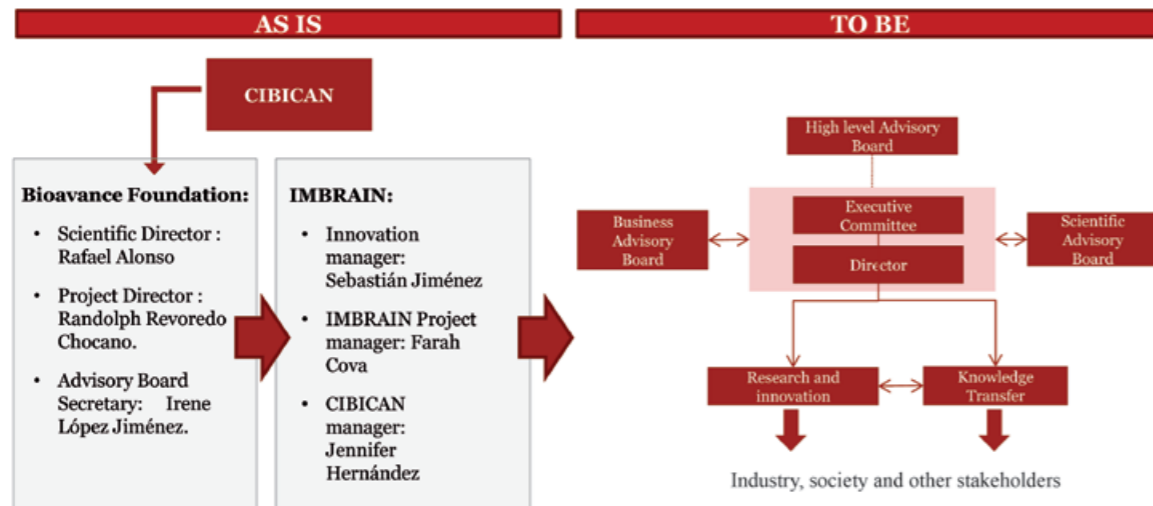 AS IS
CIBICAN
Bioavance Foundation:
• Scientific Director :
Rafael Alonso
• Project Director :
Randolph Revoredo
Chocano.
• Advisory Board
Secretary: Irene
López Jiménez.
IMBRAIN:
• Innovation
manager:
Sebastián Jiménez
• IMBRAIN Project
manager: Farah
Cova
• CIBICAN
manager:
Jennifer
Hernández
TO BE
High level Advisory
Board
Business
Advisory
Board
Executive
Committee
Director
Scientific
Advisory
Board
Research and
innovation
Knowledge
Transfer
Industry, society and other stakeholders